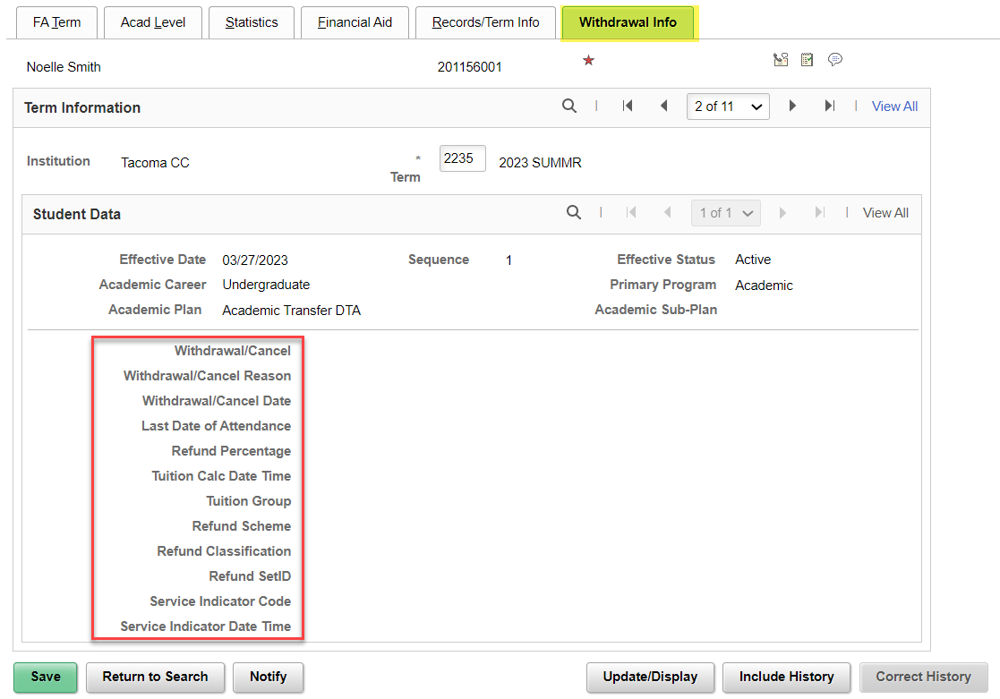 FA Term Acad Level Statistics Financial Aid Records/Term Info Withdrawal Info
Noelle Smith 201156001
Term Information 2 of 11 View All
Institution Tacoma CC * Term 2235 2023 SUMMR
Student Data 1 of 1 View All
Effective Date 03/27/2023 Sequence 1 Effective Status Active
Academic Career Undergraduate Primary Program Academic
Academic Plan Academic Transfer DTA Academic Sub-Plan
Withdrawal/Cancel
Withdrawal/Cancel Reason
Withdrawal/Cancel Date
Last Date of Attendance
Refund Percentage
Tuition Calc Date Time
Tuition Group
Refund Scheme
Refund Classification
Refund SetID
Service Indicator Code
Service Indicator Date Time
Save Return to Search Notify Update/Display Include History Correct History